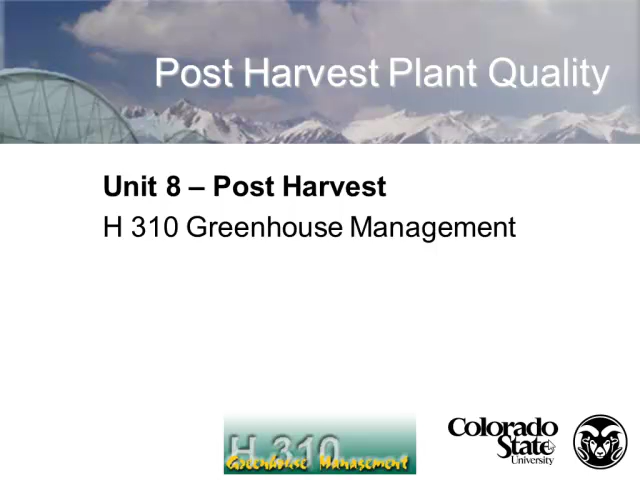 Post Harvest Plant Quality
Unit 8 – Post Harvest
H 310 Greenhouse Management
H 310
Greenhouse Management
Colorado
State
University